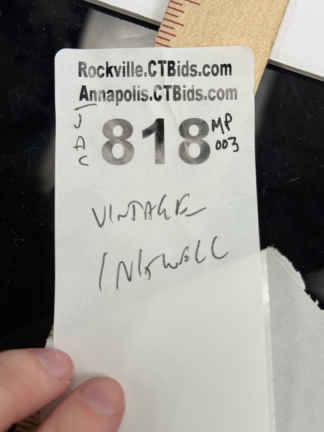 Rockville.CTBids.com
Annapolis.CTBids.com
JAC
818
MP
003
VINTAGE
INKWELL